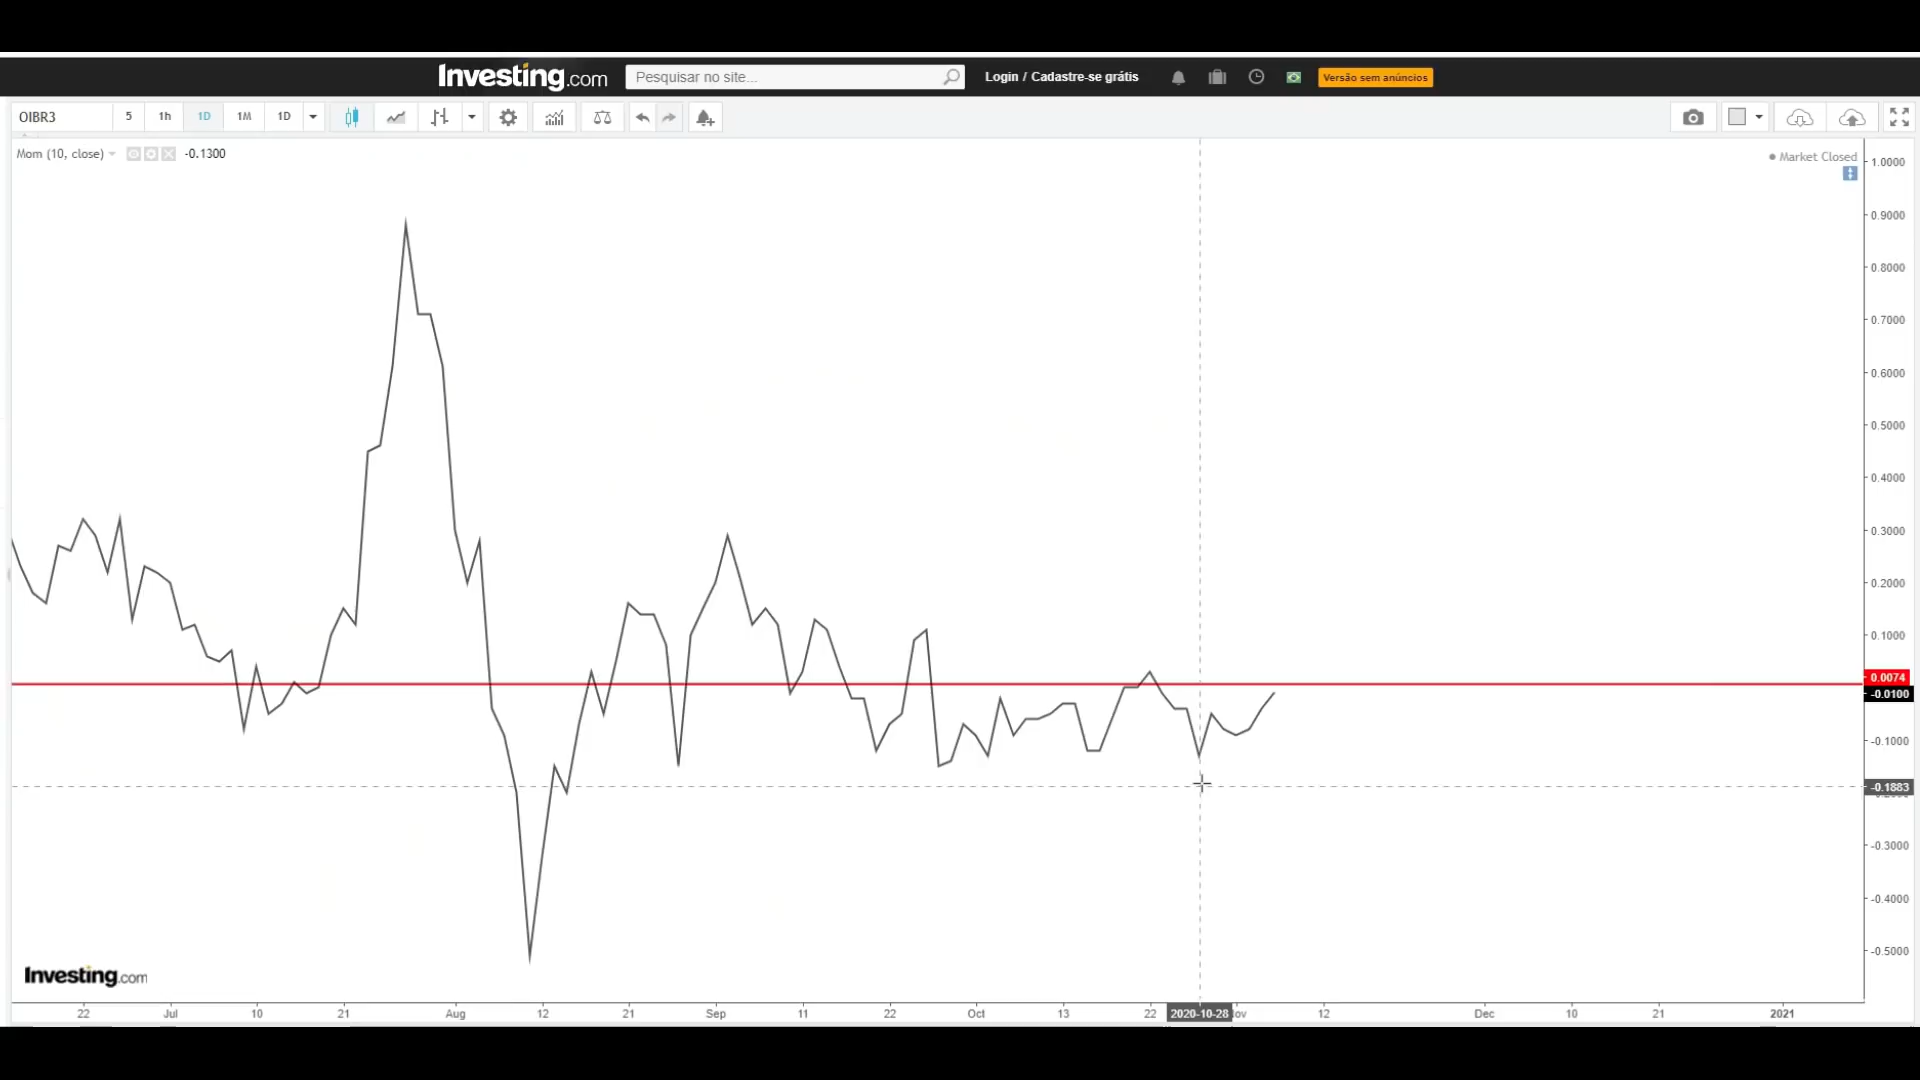 Investing.com
Pesquisar no site...
Login / Cadastre-se grátis
Versão sem anúncios
OIBR3 5 1h 1D 1M 1D
Mom (10, close) -0.1300
Market Closed
1.0000
0.9000
0.8000
0.7000
0.6000
0.5000
0.4000
0.3000
0.2000
0.1000
0.0074
-0.0100
-0.1000
-0.1883
-0.3000
-0.4000
-0.5000
Investing.com
22 Jul 10 21 Aug 12 21 Sep 11 22 Oct 13 22 2020-10-28 12 Dec 10 21 2021